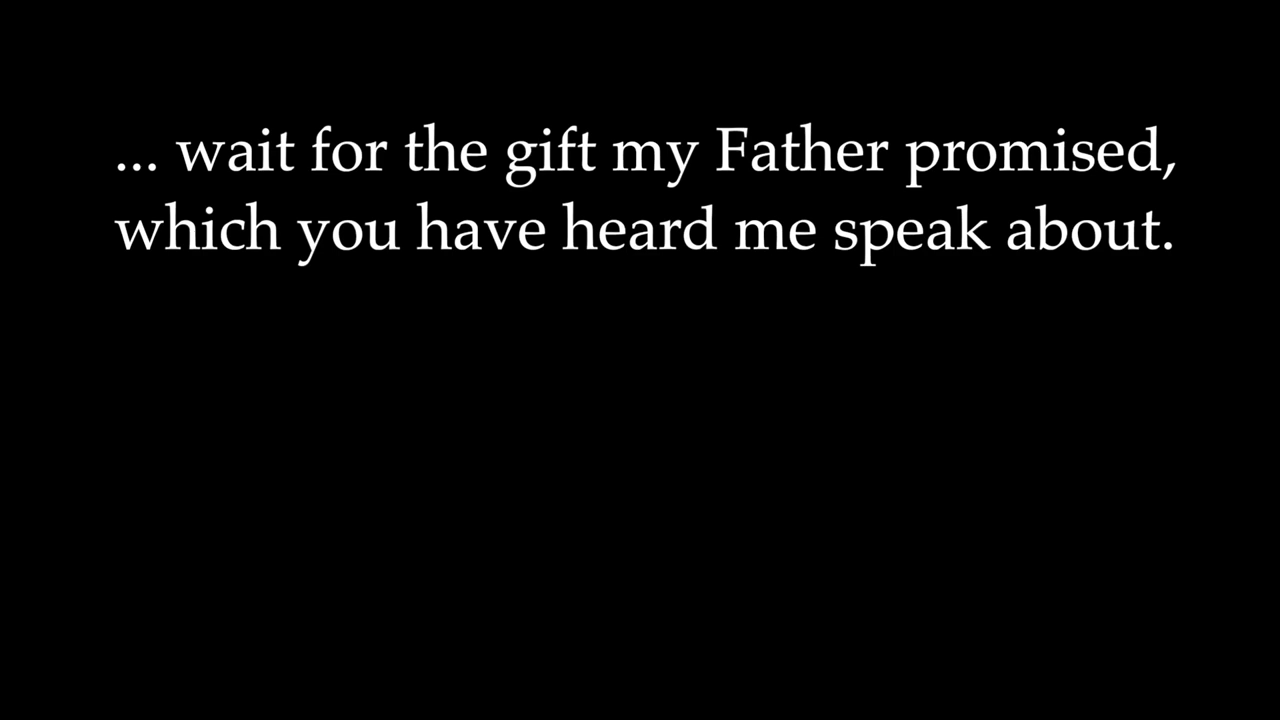 ... wait for the gift my Father promised,
which you have heard me speak about.